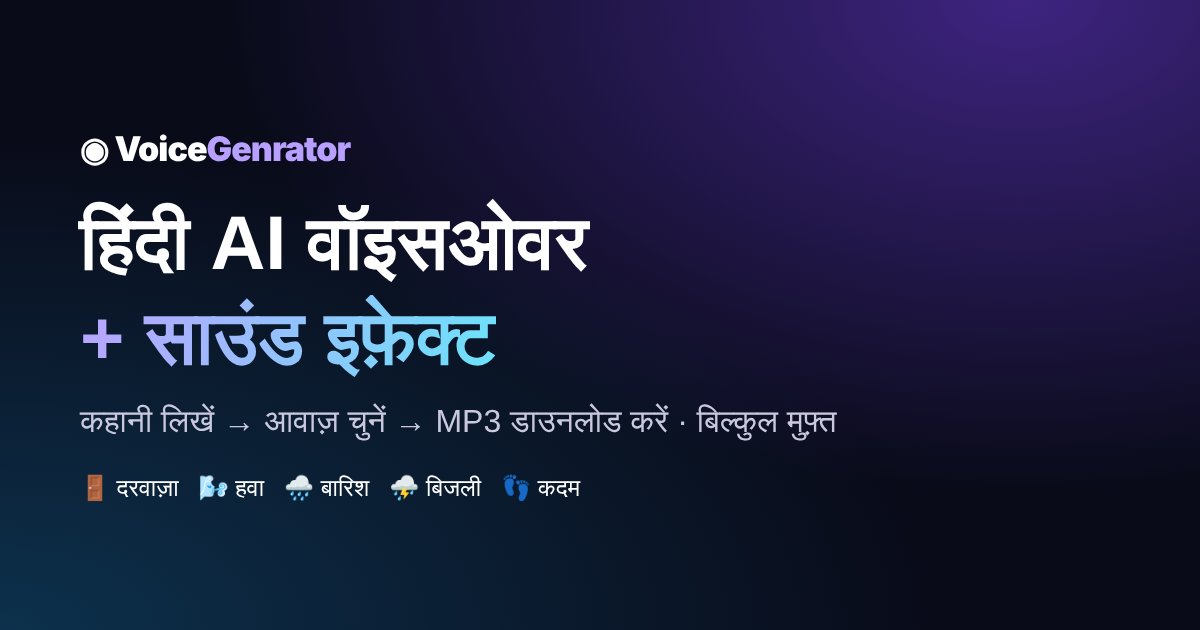 ◉ VoiceGenrator
हिंदी AI वॉइसओवर
+ साउंड इफ़ेक्ट
कहानी लिखें → आवाज़ चुनें → MP3 डाउनलोड करें · बिल्कुल मुफ़्त
🚪 दरवाज़ा 🌬️ हवा 🌧️ बारिश ⛈️ बिजली 👣 कदम